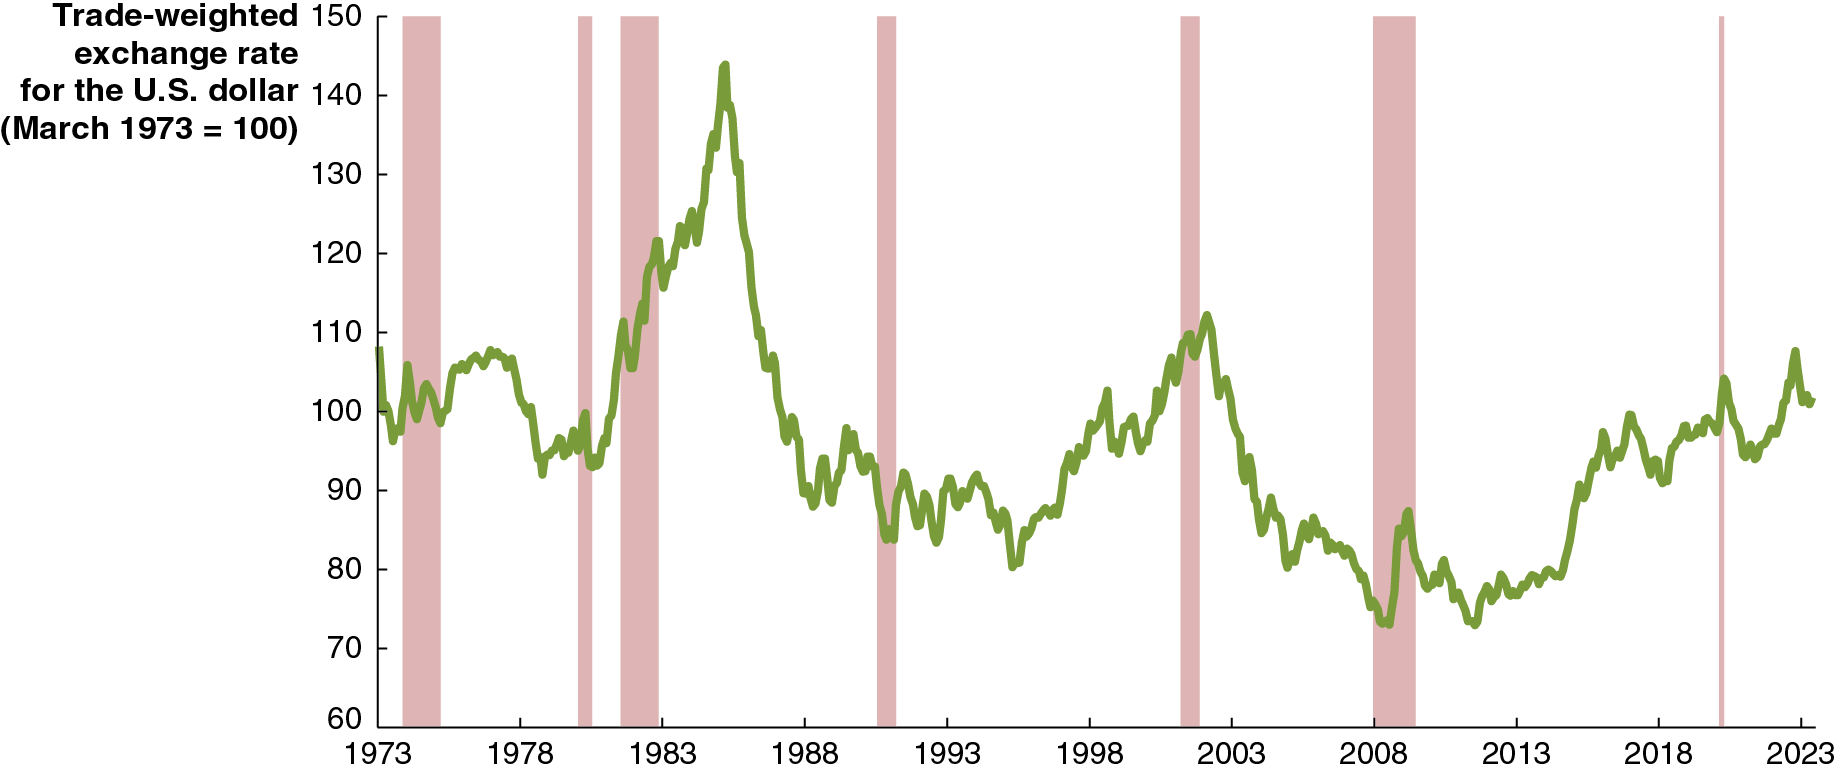 Trade-weighted
exchange rate
for the U.S. dollar
(March 1973 = 100)
150
140
130
120
110
100
90
80
70
60
1973 1978 1983 1988 1993 1998 2003 2008 2013 2018 2023